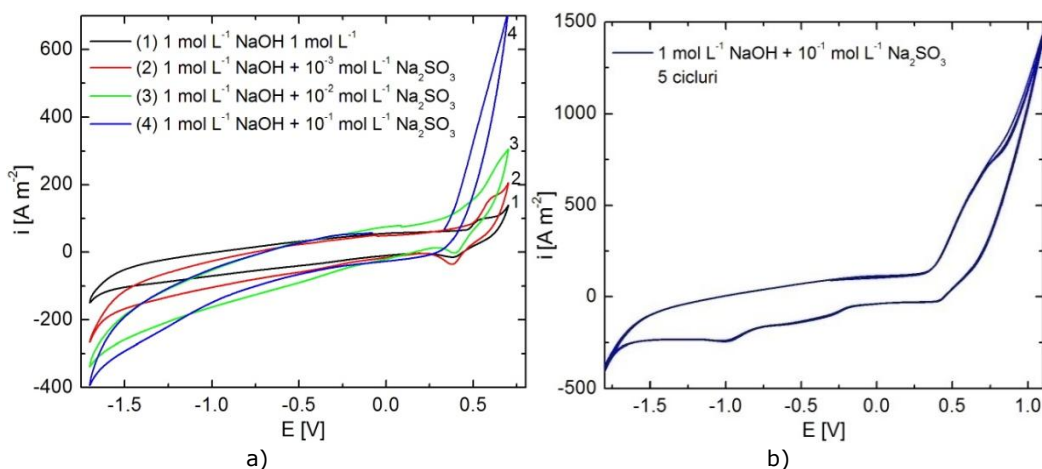 600
400
200
0
-200
-400
i [A m⁻²]
(1) 1 mol L⁻¹ NaOH 1 mol L⁻¹
(2) 1 mol L⁻¹ NaOH + 10⁻³ mol L⁻¹ Na₂SO₃
(3) 1 mol L⁻¹ NaOH + 10⁻² mol L⁻¹ Na₂SO₃
(4) 1 mol L⁻¹ NaOH + 10⁻¹ mol L⁻¹ Na₂SO₃
4
3
2
1
-1.5 -1.0 -0.5 0.0 0.5
E [V]
a)
1500
1000
500
0
-500
i [A m⁻²]
1 mol L⁻¹ NaOH + 10⁻¹ mol L⁻¹ Na₂SO₃
5 cicluri
-1.5 -1.0 -0.5 0.0 0.5 1.0
E [V]
b)